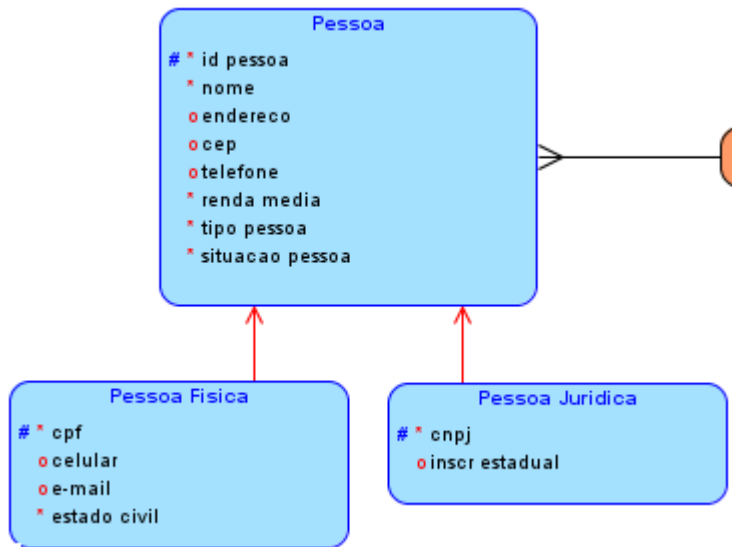 Pessoa
# * id pessoa
* nome
o endereco
o cep
o telefone
* renda media
* tipo pessoa
* situacao pessoa
Pessoa Fisica
# * cpf
o celular
o e-mail
* estado civil
Pessoa Juridica
# * cnpj
o inscr estadual